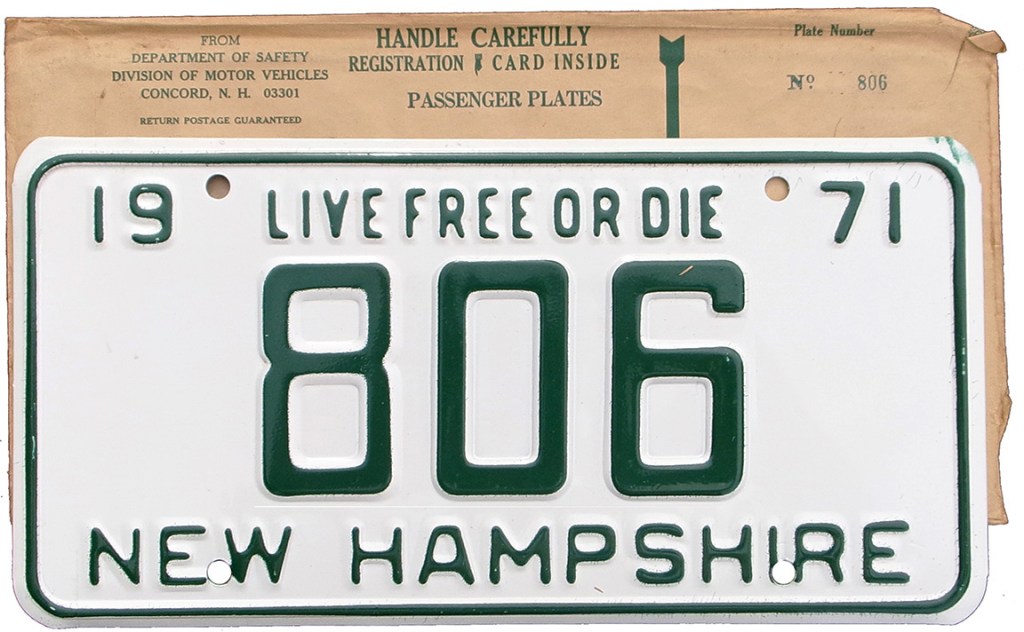 FROM
DEPARTMENT OF SAFETY
DIVISION OF MOTOR VEHICLES
CONCORD, N. H. 03301
RETURN POSTAGE GUARANTEED
HANDLE CAREFULLY
REGISTRATION CARD INSIDE
PASSENGER PLATES
Plate Number
Nº 806
19 LIVE FREE OR DIE 71
806
NEW HAMPSHIRE